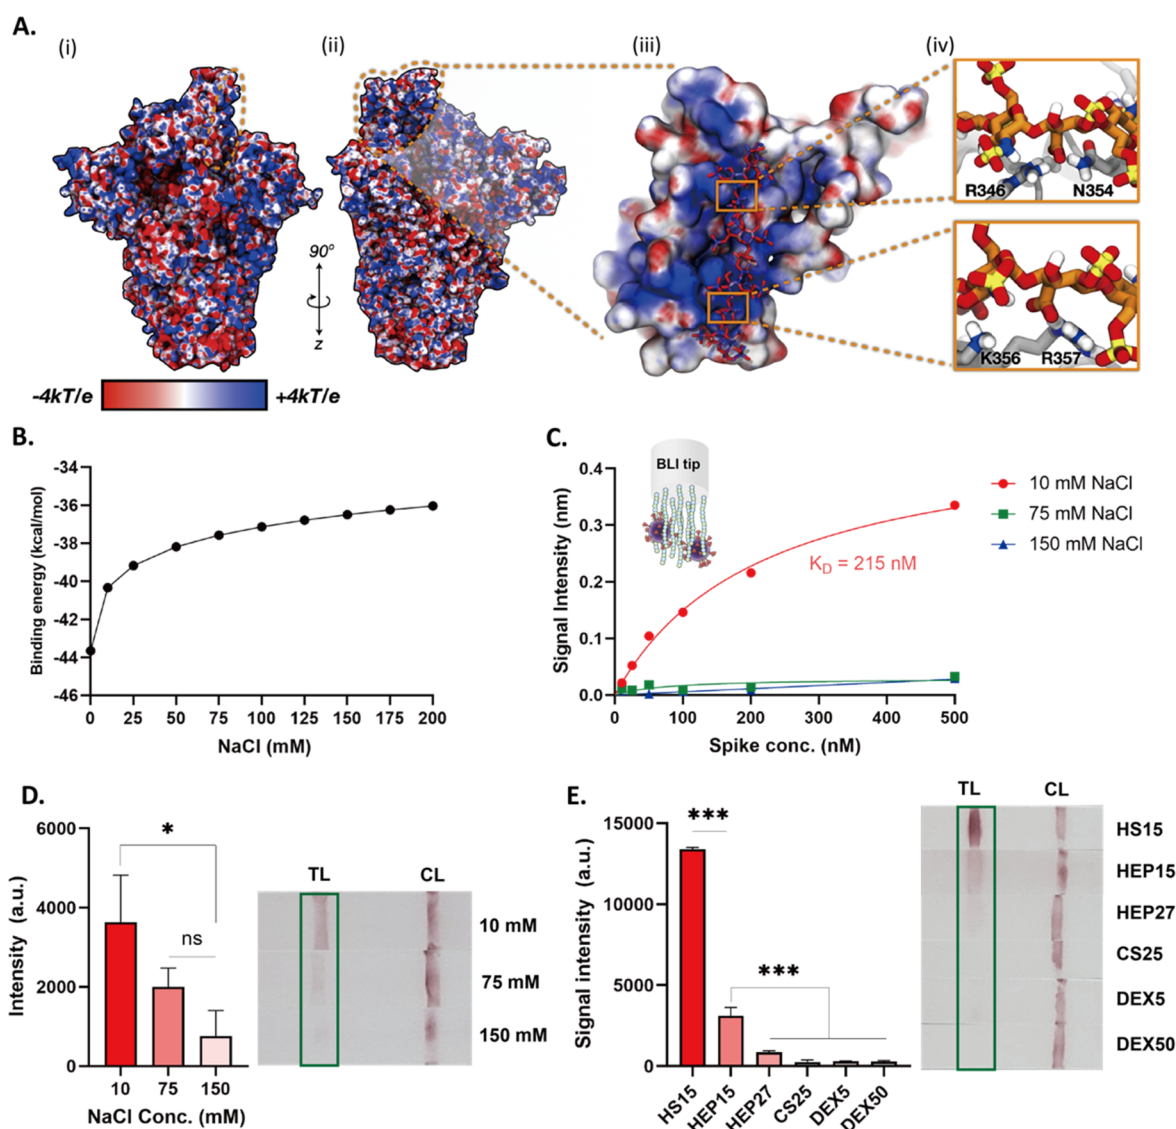 A.
(i)
(ii)
(iii)
(iv)
R346
N354
90º
z
K356
R357
-4kT/e
+4kT/e
B.
Binding energy (kcal/mol)
-34
-36
-38
-40
-42
-44
-46
0 25 50 75 100 125 150 175 200
NaCl (mM)
C.
BLI tip
Signal Intensity (nm)
0.4
0.3
0.2
0.1
0.0
0 100 200 300 400 500
Spike conc. (nM)
K_D = 215 nM
10 mM NaCl
75 mM NaCl
150 mM NaCl
D.
Intensity (a.u.)
6000
4000
2000
0
*
ns
10 75 150
NaCl Conc. (mM)
TL CL
10 mM
75 mM
150 mM
E.
Signal intensity (a.u.)
15000
10000
5000
0
***
***
HS15
HEP15
HEP27
CS25
DEX5
DEX50
TL CL
HS15
HEP15
HEP27
CS25
DEX5
DEX50